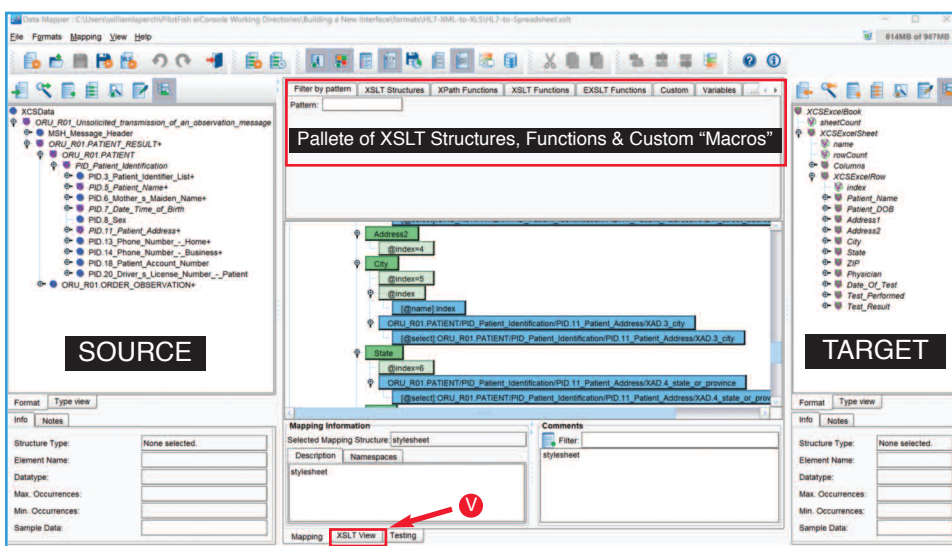 Data Mapper : C:\Users\williamlaperch\PilotFish eiConsole Working Directories\Building a New Interface\formats\HL7-XML-to-XLS\HL7-to-Spreadsheet.xslt
File Formats Mapping View Help
614MB of 987MB
Filter by pattern XSLT Structures XPath Functions XSLT Functions EXSLT Functions Custom Variables ...
Pattern:
Pallete of XSLT Structures, Functions & Custom “Macros”
XCSData
ORU_R01_Unsolicited_transmission_of_an_observation_message
MSH_Message_Header
ORU_R01.PATIENT_RESULT+
ORU_R01.PATIENT
PID_Patient_Identification
PID.3_Patient_Identifier_List+
PID.5_Patient_Name+
PID.6_Mother_s_Maiden_Name+
PID.7_Date_Time_of_Birth
PID.8_Sex
PID.11_Patient_Address+
PID.13_Phone_Number_-_Home+
PID.14_Phone_Number_-_Business+
PID.18_Patient_Account_Number
PID.20_Driver_s_License_Number_-_Patient
ORU_R01.ORDER_OBSERVATION+
SOURCE
Format Type view
Info Notes
Structure Type: None selected.
Element Name:
Datatype:
Max. Occurrences:
Min. Occurrences:
Sample Data:
Address2
@index=4
City
@index=5
@index
[@name]:index
ORU_R01.PATIENT/PID_Patient_Identification/PID.11_Patient_Address/XAD.3_city
[@select]:ORU_R01.PATIENT/PID_Patient_Identification/PID.11_Patient_Address/XAD.3_city
State
@index=6
ORU_R01.PATIENT/PID_Patient_Identification/PID.11_Patient_Address/XAD.4_state_or_province
[@select]:ORU_R01.PATIENT/PID_Patient_Identification/PID.11_Patient_Address/XAD.4_state_or_prov
Mapping Information
Selected Mapping Structure: stylesheet
Description Namespaces
stylesheet
Comments
Filter:
stylesheet
V
Mapping XSLT View Testing
XCSExcelBook
sheetCount
XCSExcelSheet
name
rowCount
Columns
XCSExcelRow
index
Patient_Name
Patient_DOB
Address1
Address2
City
State
ZIP
Physician
Date_Of_Test
Test_Performed
Test_Result
TARGET
Format Type view
Info Notes
Structure Type: None selected.
Element Name:
Datatype:
Max. Occurrences:
Min. Occurrences:
Sample Data: